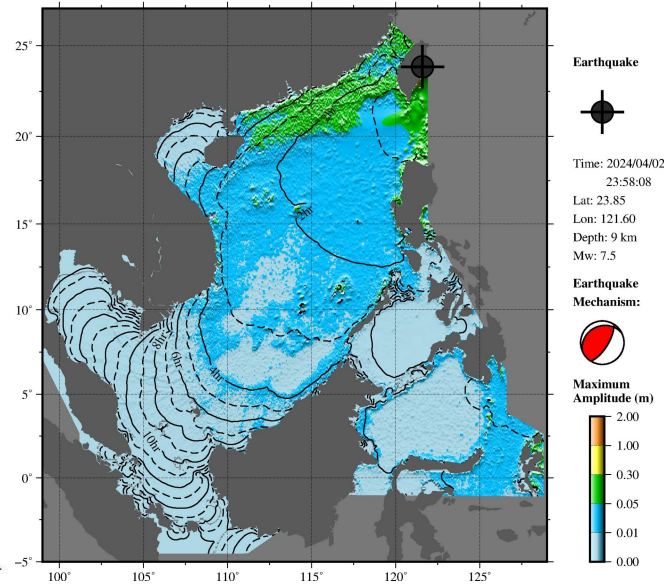 25°
20°
15°
10°
5°
0°
−5°
100°
105°
110°
115°
120°
125°
2hr
4hr
6hr
8hr
10hr
Earthquake
Time: 2024/04/02
23:58:08
Lat: 23.85
Lon: 121.60
Depth: 9 km
Mw: 7.5
Earthquake
Mechanism:
Maximum
Amplitude (m)
2.00
1.00
0.30
0.05
0.01
0.00